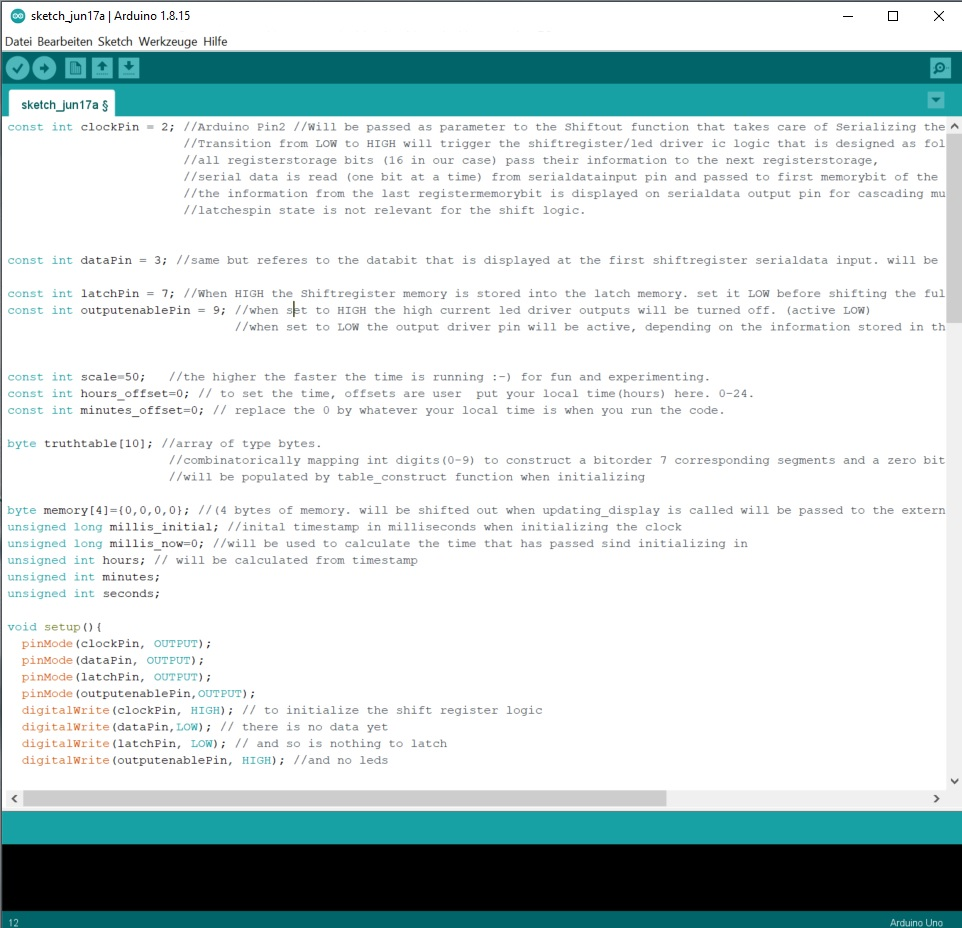 sketch_jun17a | Arduino 1.8.15
Datei Bearbeiten Sketch Werkzeuge Hilfe
sketch_jun17a §
const int clockPin = 2; //Arduino Pin2 //Will be passed as parameter to the Shiftout function that takes care of Serializing the
//Transition from LOW to HIGH will trigger the shiftregister/led driver ic logic that is designed as fol
//all registerstorage bits (16 in our case) pass their information to the next registerstorage,
//serial data is read (one bit at a time) from serialdatainput pin and passed to first memorybit of the
//the information from the last registermemorybit is displayed on serialdata output pin for cascading mu
//latchespin state is not relevant for the shift logic.
const int dataPin = 3; //same but referes to the databit that is displayed at the first shiftregister serialdata input. will be
const int latchPin = 7; //When HIGH the Shiftregister memory is stored into the latch memory. set it LOW before shifting the ful
const int outputenablePin = 9; //when set to HIGH the high current led driver outputs will be turned off. (active LOW)
//when set to LOW the output driver pin will be active, depending on the information stored in th
const int scale=50;   //the higher the faster the time is running :-) for fun and experimenting.
const int hours_offset=0; // to set the time, offsets are user  put your local time(hours) here. 0-24.
const int minutes_offset=0; // replace the 0 by whatever your local time is when you run the code.
byte truthtable[10]; //array of type bytes.
//combinatorically mapping int digits(0-9) to construct a bitorder 7 corresponding segments and a zero bit
//will be populated by table_construct function when initializing
byte memory[4]={0,0,0,0}; //(4 bytes of memory. will be shifted out when updating_display is called will be passed to the extern
unsigned long millis_initial; //inital timestamp in milliseconds when initializing the clock
unsigned long millis_now=0; //will be used to calculate the time that has passed sind initializing in
unsigned int hours; // will be calculated from timestamp
unsigned int minutes;
unsigned int seconds;
void setup(){
pinMode(clockPin, OUTPUT);
pinMode(dataPin, OUTPUT);
pinMode(latchPin, OUTPUT);
pinMode(outputenablePin,OUTPUT);
digitalWrite(clockPin, HIGH); // to initialize the shift register logic
digitalWrite(dataPin,LOW); // there is no data yet
digitalWrite(latchPin, LOW); // and so is nothing to latch
digitalWrite(outputenablePin, HIGH); //and no leds
12
Arduino Uno